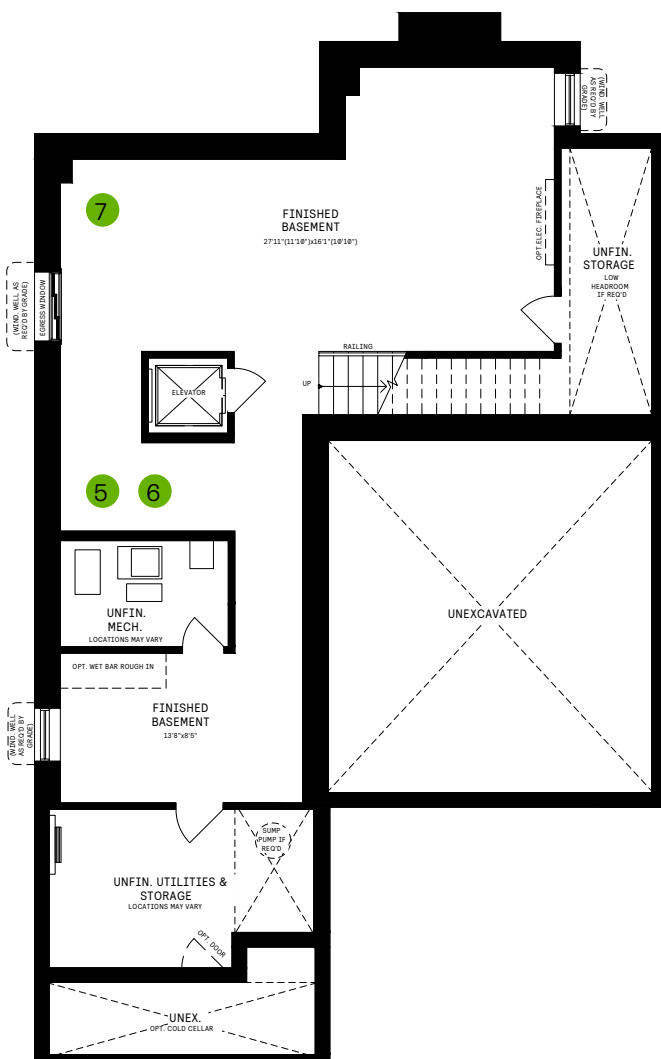 (WIND. WELL
AS REQ'D BY
GRADE)
7
FINISHED
BASEMENT
27'11"(11'10")x16'1"(10'10")
OPT.ELEC. FIREPLACE
UNFIN.
STORAGE
LOW
HEADROOM
IF REQ'D
(WIND. WELL AS
REQ'D BY GRADE)
EGRESS WINDOW
RAILING
UP
ELEVATOR
5
6
UNFIN.
MECH.
LOCATIONS MAY VARY
UNEXCAVATED
OPT. WET BAR ROUGH IN
(WIND. WELL
AS REQ'D BY
GRADE)
FINISHED
BASEMENT
13'8"x8'5"
SUMP
PUMP IF
REQ'D
UNFIN. UTILITIES &
STORAGE
LOCATIONS MAY VARY
OPT. DOOR
UNEX.
OPT. COLD CELLAR